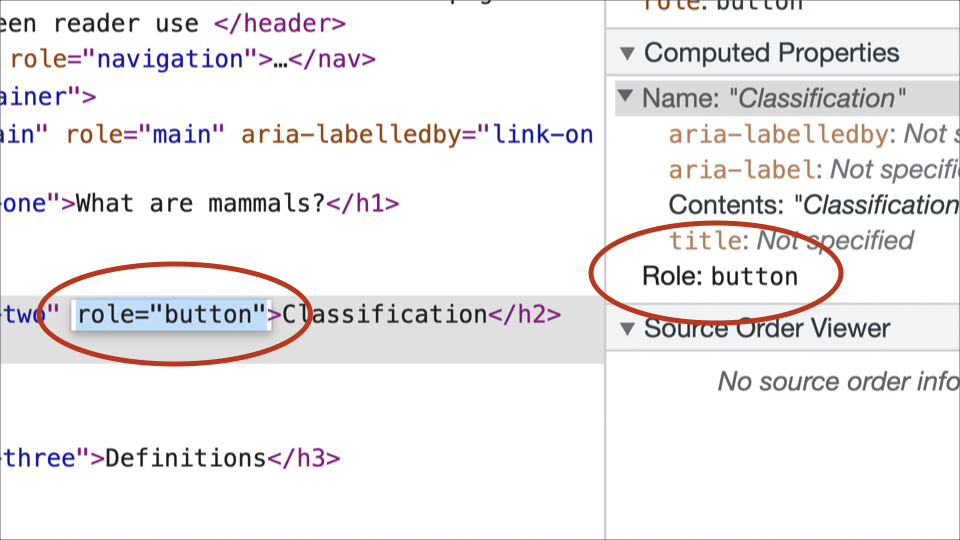 een reader use </header>
role="navigation">…</nav>
ainer">
ain" role="main" aria-labelledby="link-on
one">What are mammals?</h1>
two" role="button">Classification</h2>
three">Definitions</h3>
role: button
Computed Properties
Name: "Classification"
aria-labelledby: Not s
aria-label: Not specifi
Contents: "Classification
title: Not specified
Role: button
Source Order Viewer
No source order info